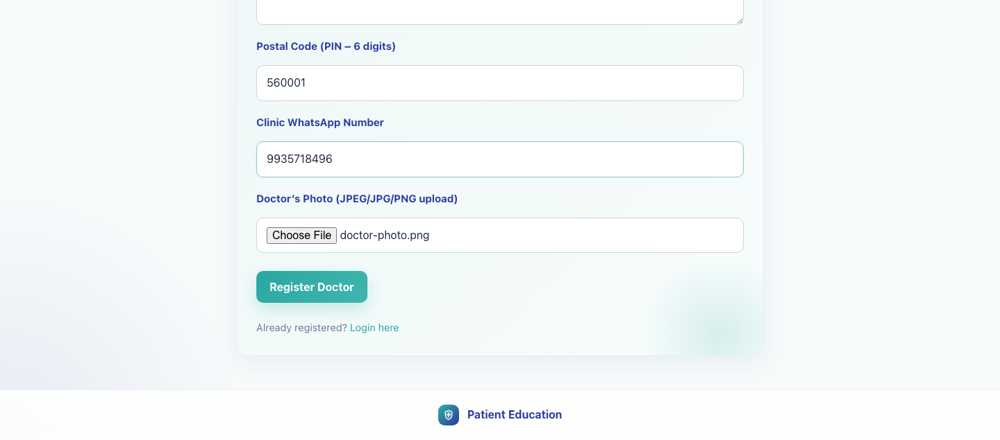 Postal Code (PIN – 6 digits)
560001
Clinic WhatsApp Number
9935718496
Doctor’s Photo (JPEG/JPG/PNG upload)
Choose File doctor-photo.png
Register Doctor
Already registered? Login here
Patient Education